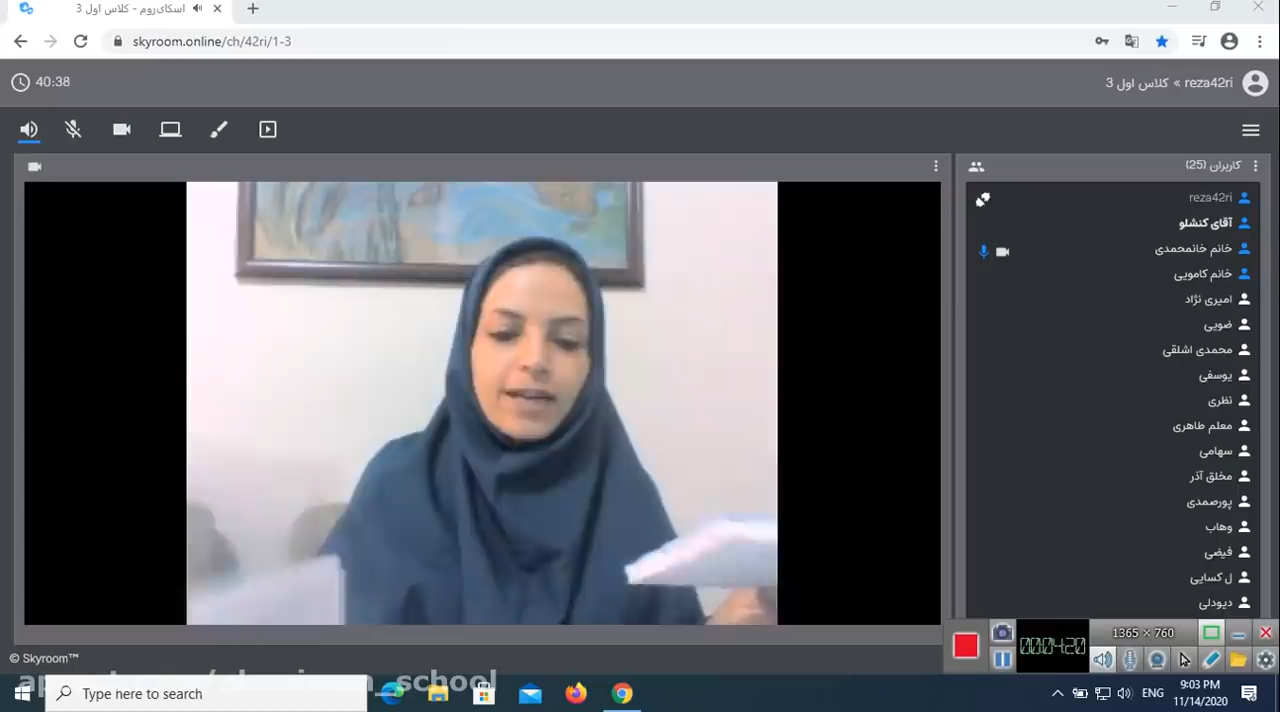 اسکای‌روم - کلاس اول 3
skyroom.online/ch/42ri/1-3
40:38
reza42ri » کلاس اول 3
کاربران (25)
reza42ri
آقای کنشلو
خانم خانمحمدی
خانم کامویی
امیری نژاد
ضویی
محمدی اشلقی
یوسفی
نظری
معلم طاهری
سهامی
مخلق آذر
پورصمدی
وهاب
فیضی
ل کسایی
دیودلی
1365 × 760
00:04:20
© Skyroom™
_school
Type here to search
ENG
9:03 PM
11/14/2020